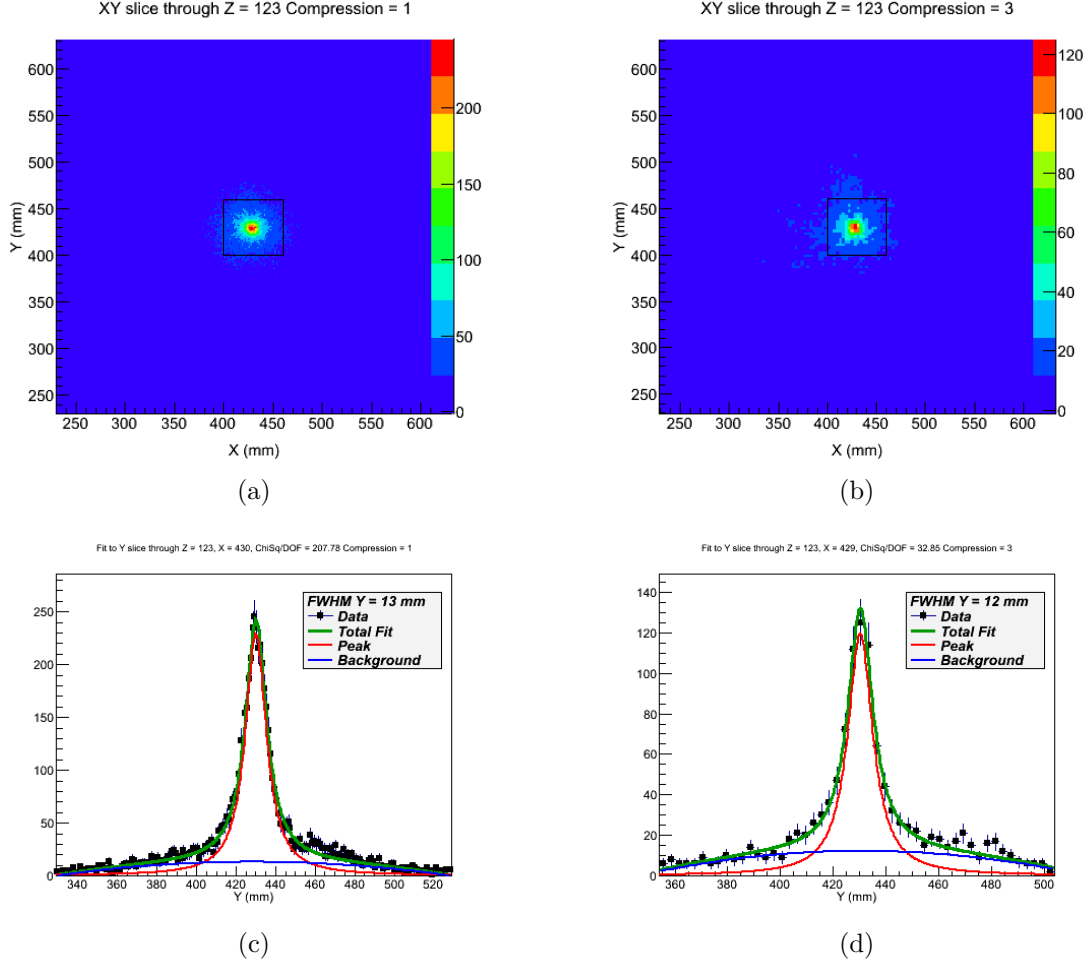 XY slice through Z = 123 Compression = 1
600
550
500
450
400
350
300
250
Y (mm)
250 300 350 400 450 500 550 600
X (mm)
200
150
100
50
0
(a)
XY slice through Z = 123 Compression = 3
600
550
500
450
400
350
300
250
Y (mm)
250 300 350 400 450 500 550 600
X (mm)
120
100
80
60
40
20
0
(b)
Fit to Y slice through Z = 123, X = 430, ChiSq/DOF = 207.78 Compression = 1
250
200
150
100
50
0
FWHM Y = 13 mm
Data
Total Fit
Peak
Background
340 360 380 400 420 440 460 480 500 520
Y (mm)
(c)
Fit to Y slice through Z = 123, X = 429, ChiSq/DOF = 32.85 Compression = 3
140
120
100
80
60
40
20
0
FWHM Y = 12 mm
Data
Total Fit
Peak
Background
360 380 400 420 440 460 480 500
Y (mm)
(d)